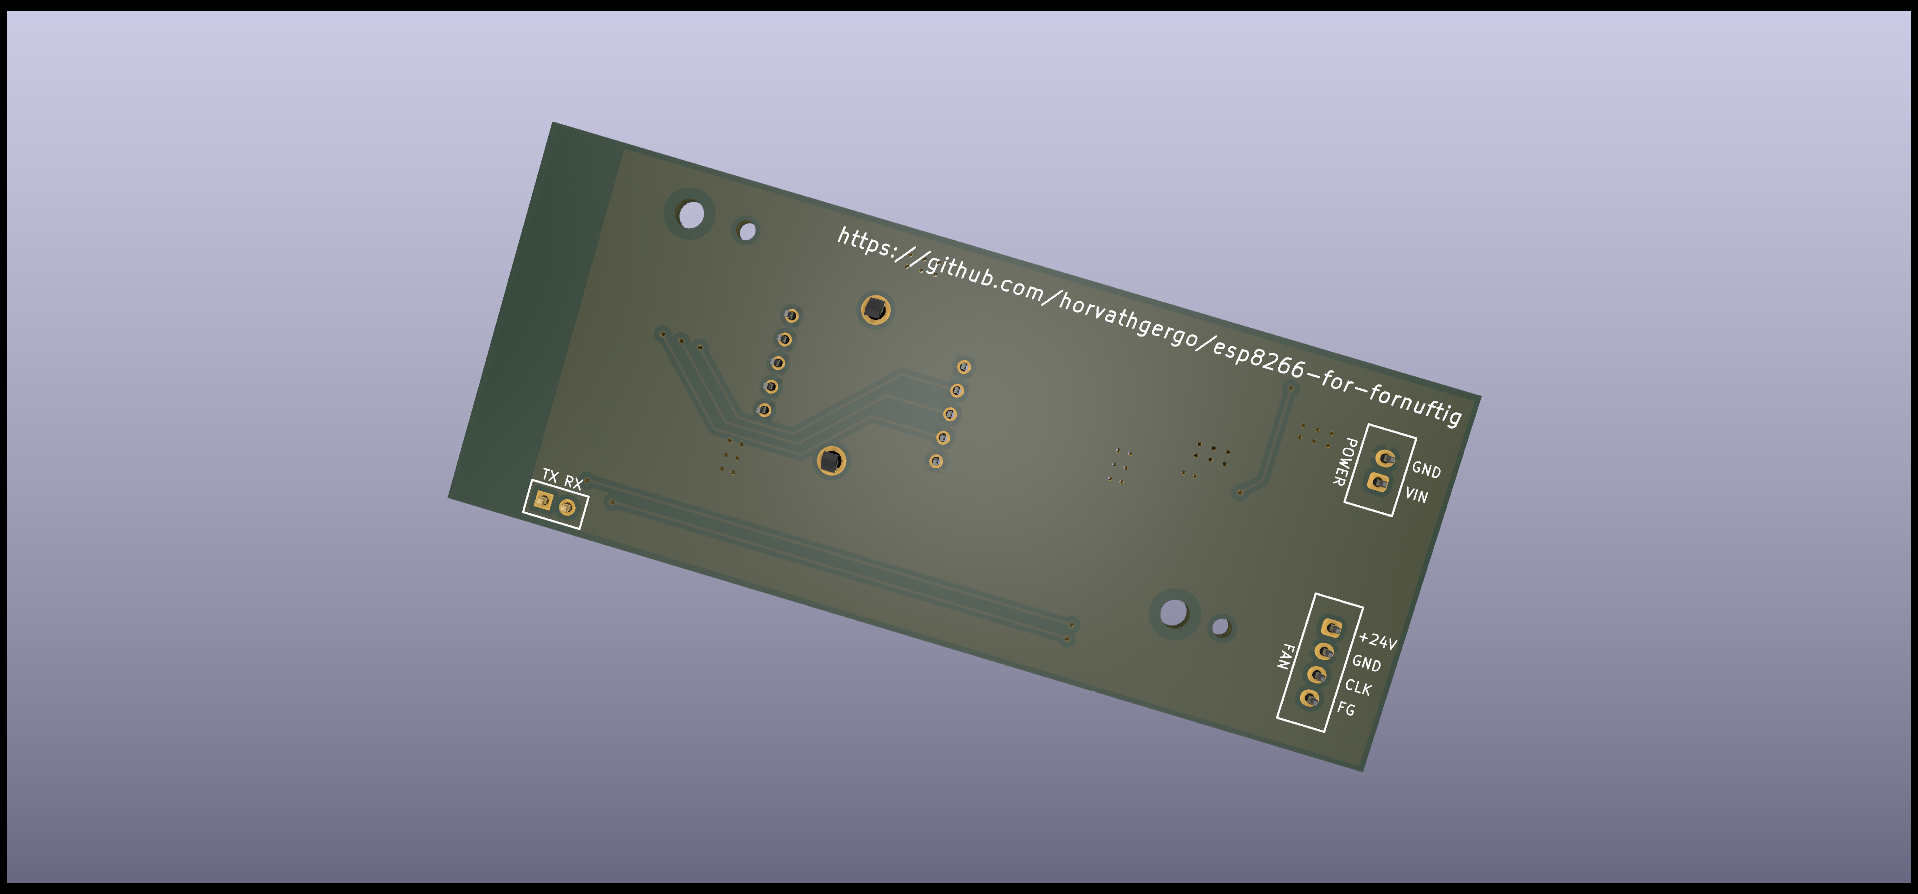 https://github.com/horvathgergo/esp8266-for-fornuftig
POWER
GND
VIN
TX RX
FAN
+24V
GND
CLK
FG